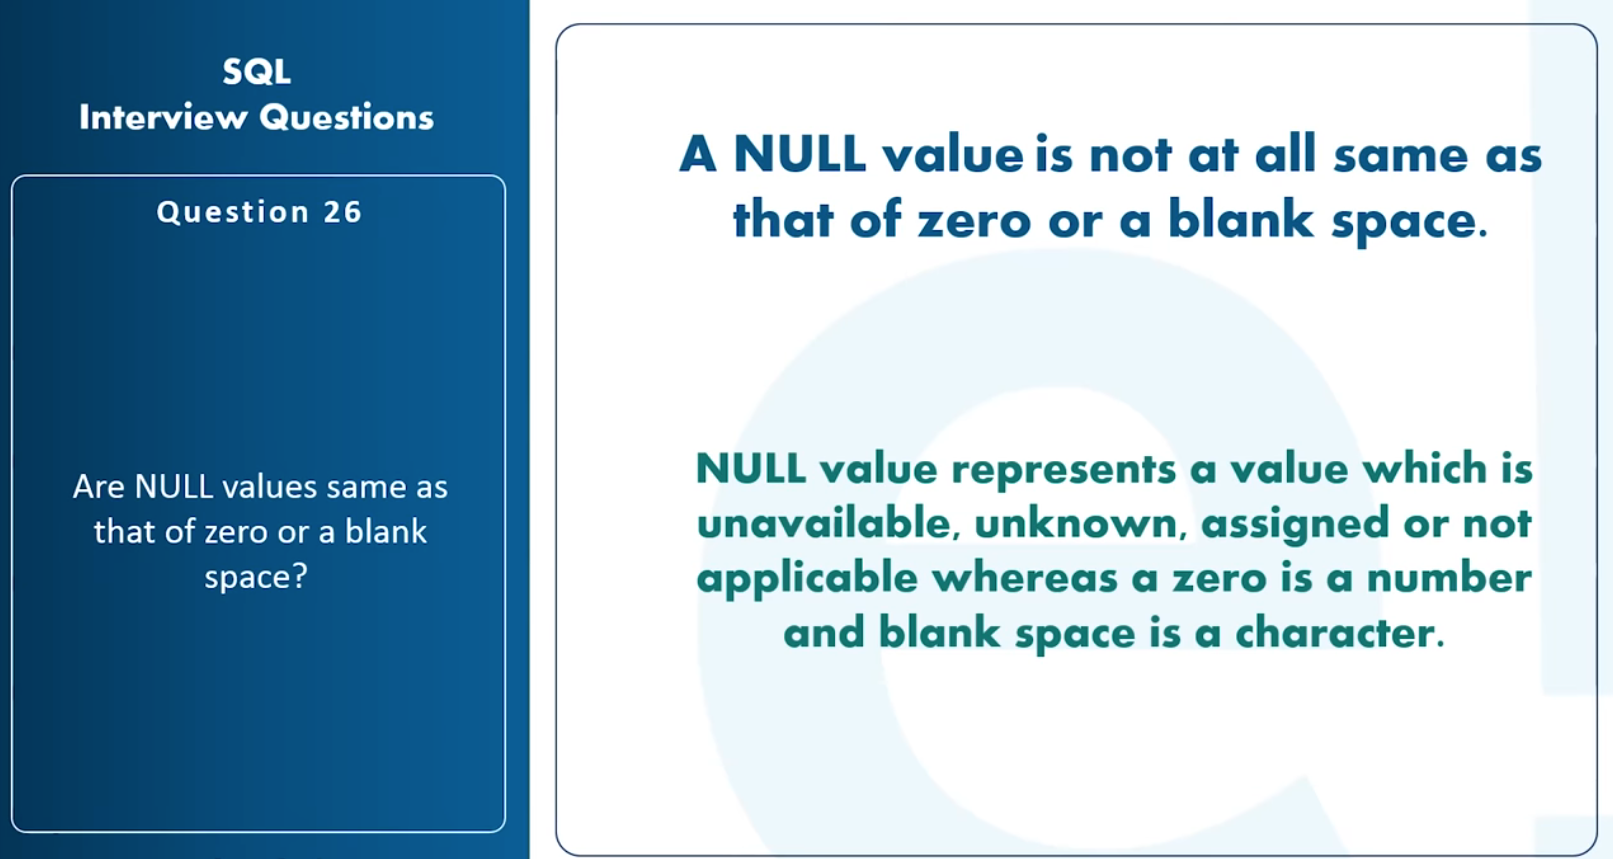 SQL
Interview Questions
Question 26
Are NULL values same as
that of zero or a blank
space?
A NULL value is not at all same as
that of zero or a blank space.
NULL value represents a value which is
unavailable, unknown, assigned or not
applicable whereas a zero is a number
and blank space is a character.